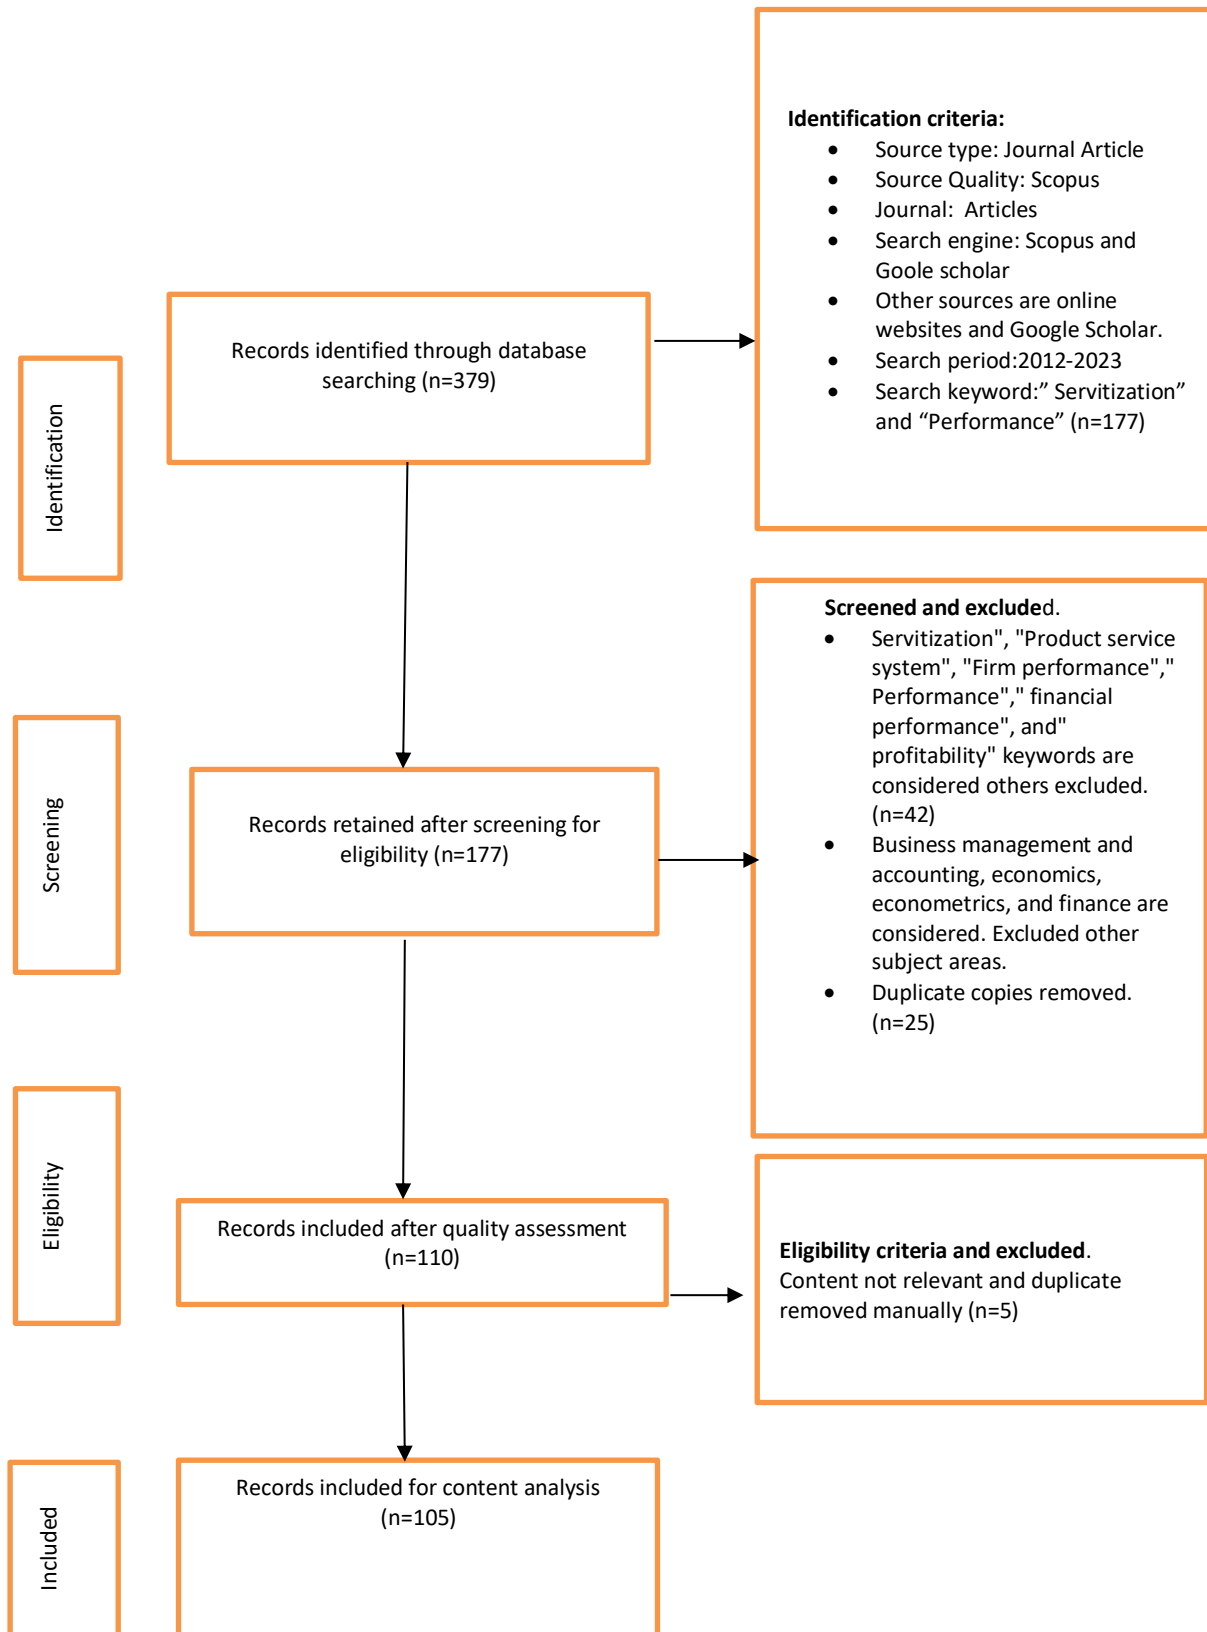 Identification criteria:
• Source type: Journal Article
• Source Quality: Scopus
• Journal:  Articles
• Search engine: Scopus and
Goole scholar
• Other sources are online
websites and Google Scholar.
• Search period:2012-2023
• Search keyword:” Servitization”
and “Performance” (n=177)
Records identified through database
searching (n=379)
Identification
Screened and excluded.
• Servitization", "Product service
system", "Firm performance","
Performance"," financial
performance", and"
profitability" keywords are
considered others excluded.
(n=42)
• Business management and
accounting, economics,
econometrics, and finance are
considered. Excluded other
subject areas.
• Duplicate copies removed.
(n=25)
Screening
Records retained after screening for
eligibility (n=177)
Eligibility
Records included after quality assessment
(n=110)
Eligibility criteria and excluded.
Content not relevant and duplicate
removed manually (n=5)
Included
Records included for content analysis
(n=105)